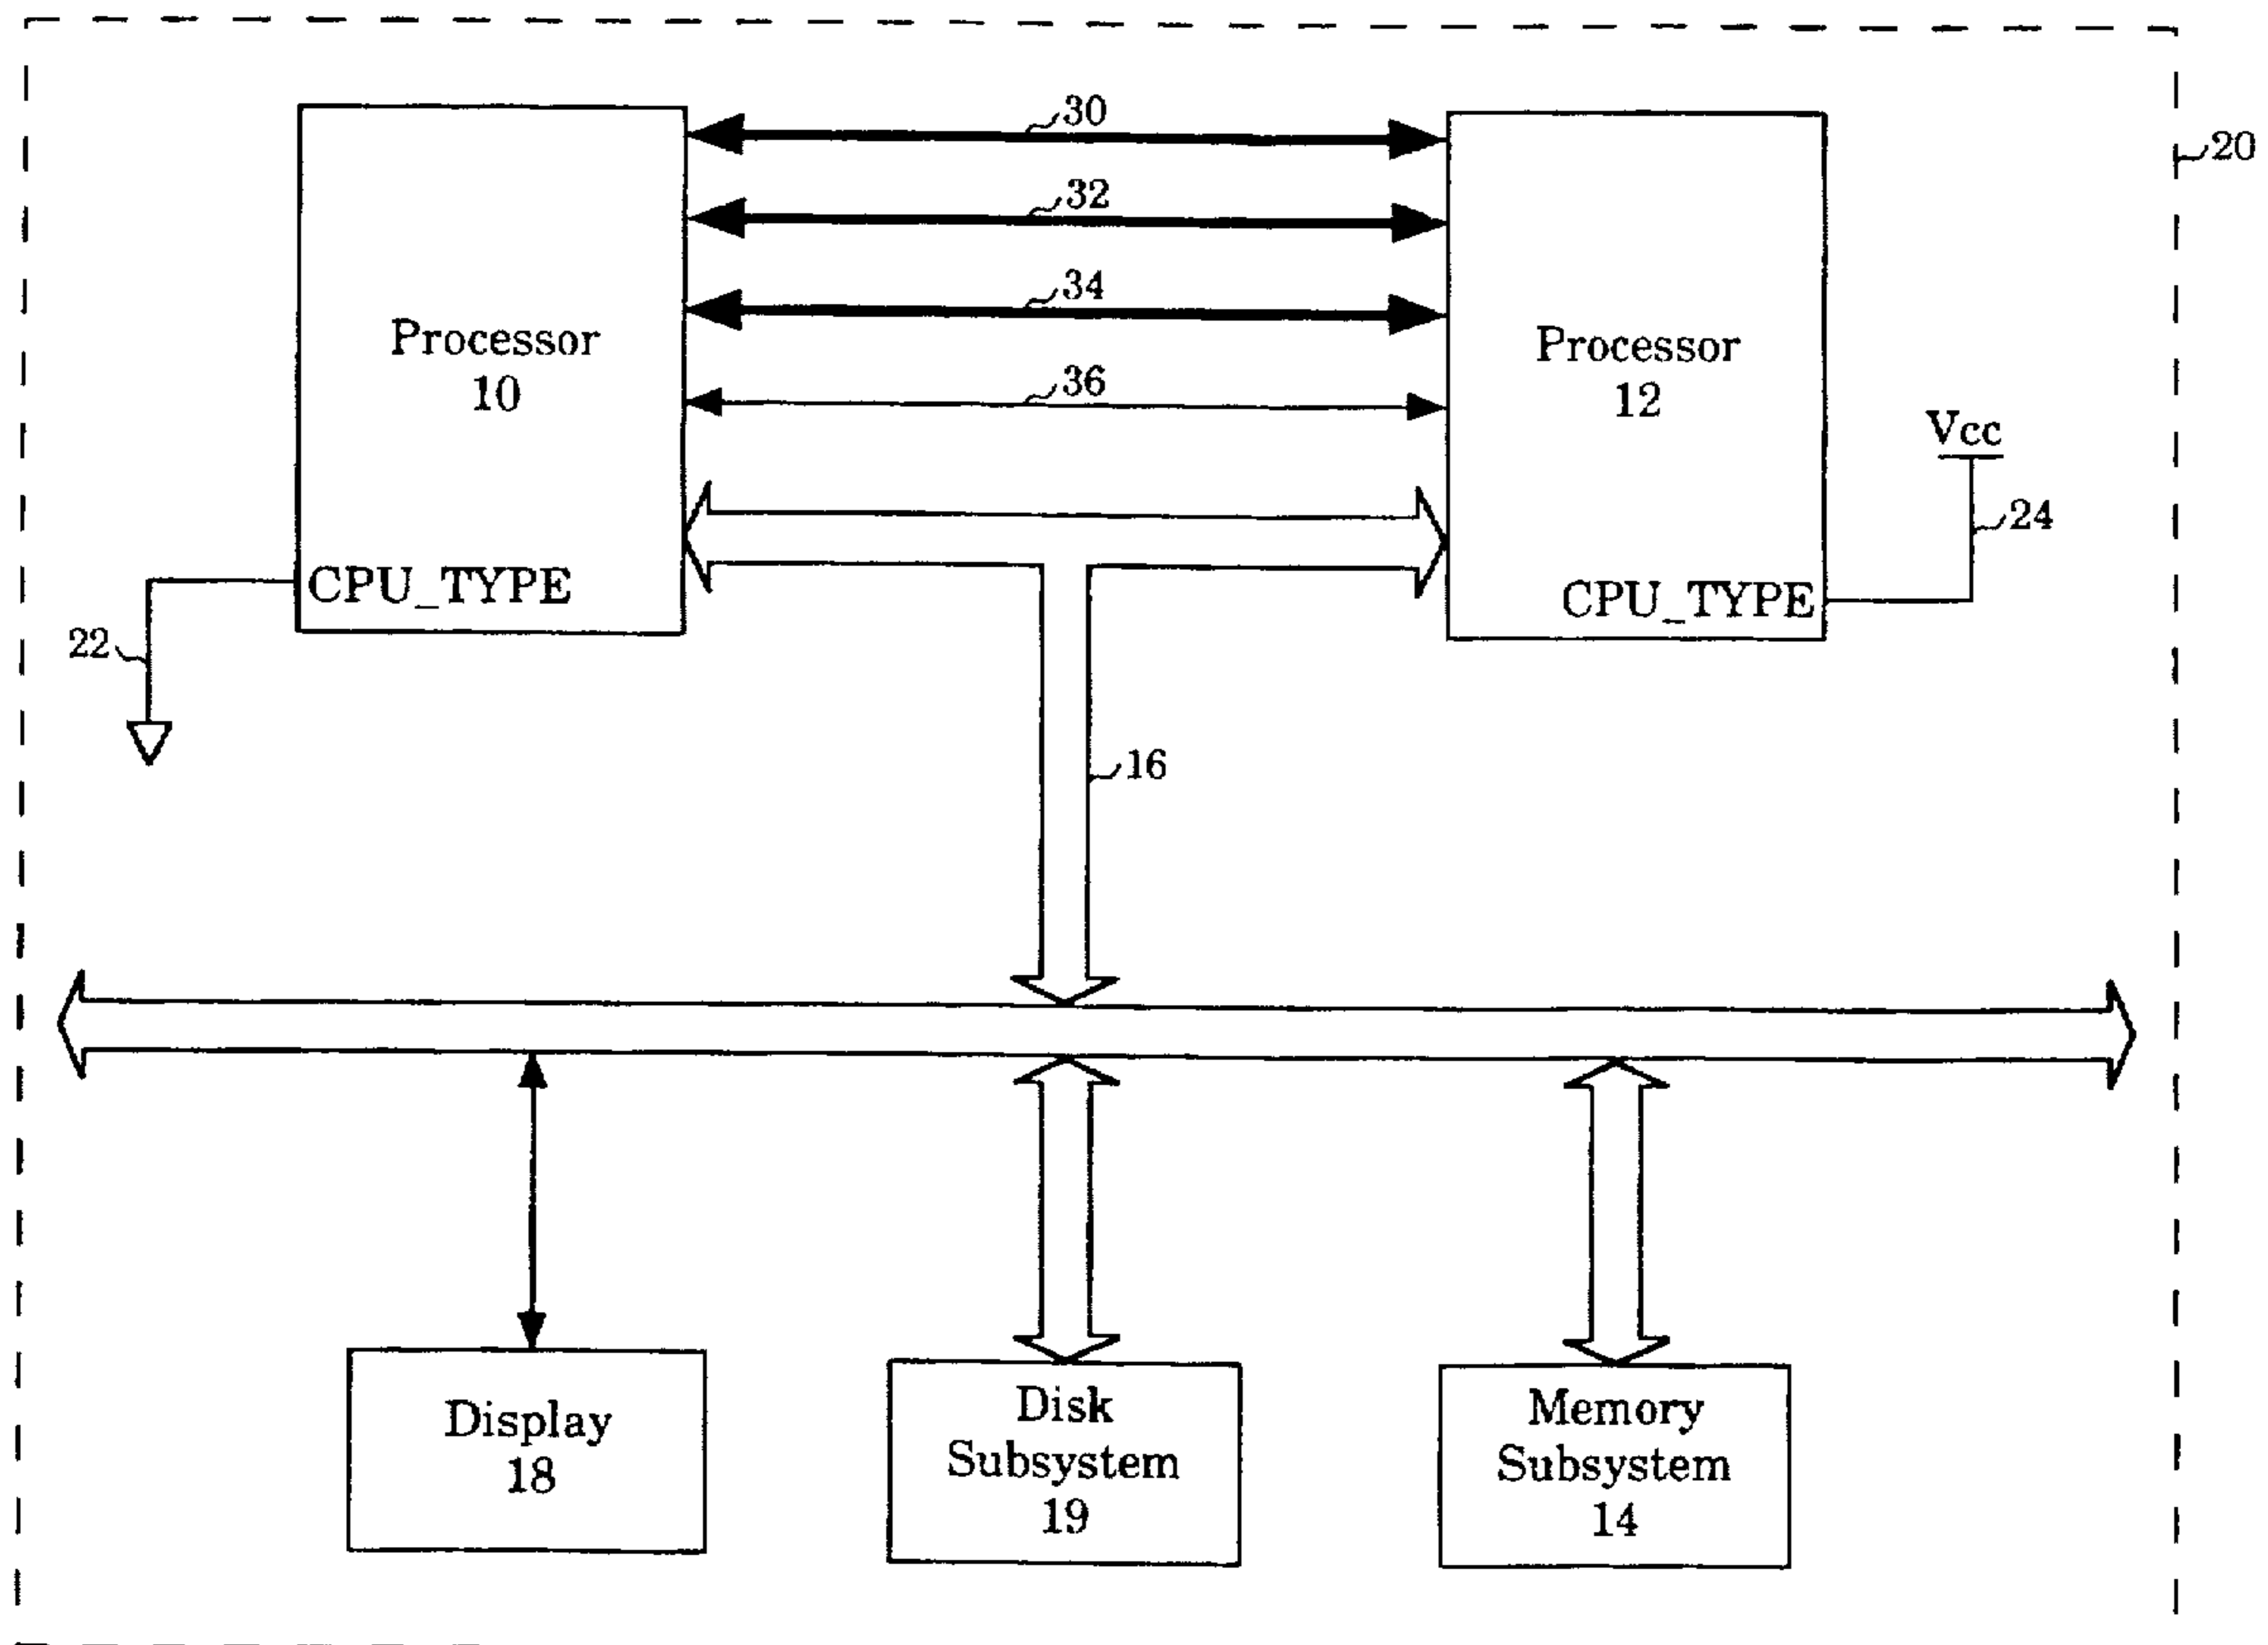 30
20
32
34
Processor
10
Processor
12
36
Vcc
24
CPU_TYPE
CPU_TYPE
22
16
Display
18
Disk
Subsystem
19
Memory
Subsystem
14